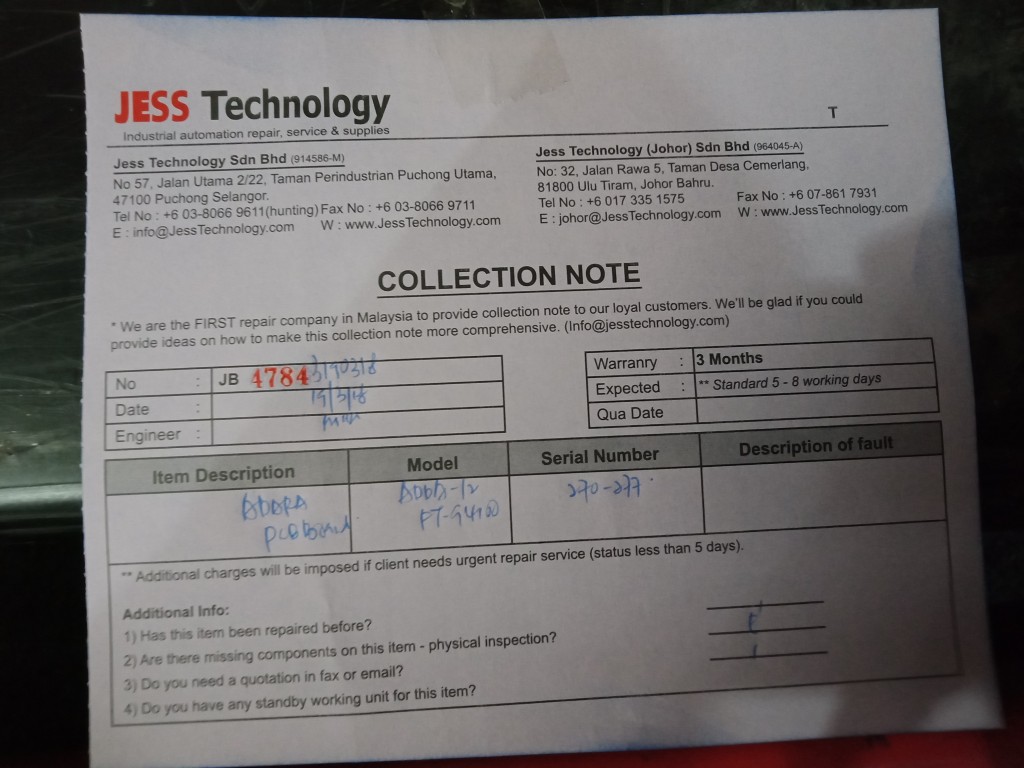 JESS Technology
Industrial automation repair, service & supplies
T
Jess Technology Sdn Bhd (914586-M)
No 57, Jalan Utama 2/22, Taman Perindustrian Puchong Utama,
47100 Puchong Selangor.
Tel No : +6 03-8066 9611(hunting) Fax No : +6 03-8066 9711
E : info@JessTechnology.com W : www.JessTechnology.com
Jess Technology (Johor) Sdn Bhd (964045-A)
No: 32, Jalan Rawa 5, Taman Desa Cemerlang,
81800 Ulu Tiram, Johor Bahru.
Tel No : +6 017 335 1575 Fax No : +6 07-861 7931
E : johor@JessTechnology.com W : www.JessTechnology.com
COLLECTION NOTE
* We are the FIRST repair company in Malaysia to provide collection note to our loyal customers. We'll be glad if you could
provide ideas on how to make this collection note more comprehensive. (Info@jesstechnology.com)
No : JB 4784
Date : 19/3/18
Engineer :
Warranry : 3 Months
Expected : ** Standard 5 - 8 working days
Qua Date
Item Description Model Serial Number Description of fault
270-277
** Additional charges will be imposed if client needs urgent repair service (status less than 5 days).
Additional Info:
1) Has this item been repaired before?
2) Are there missing components on this item - physical inspection?
3) Do you need a quotation in fax or email?
4) Do you have any standby working unit for this item?